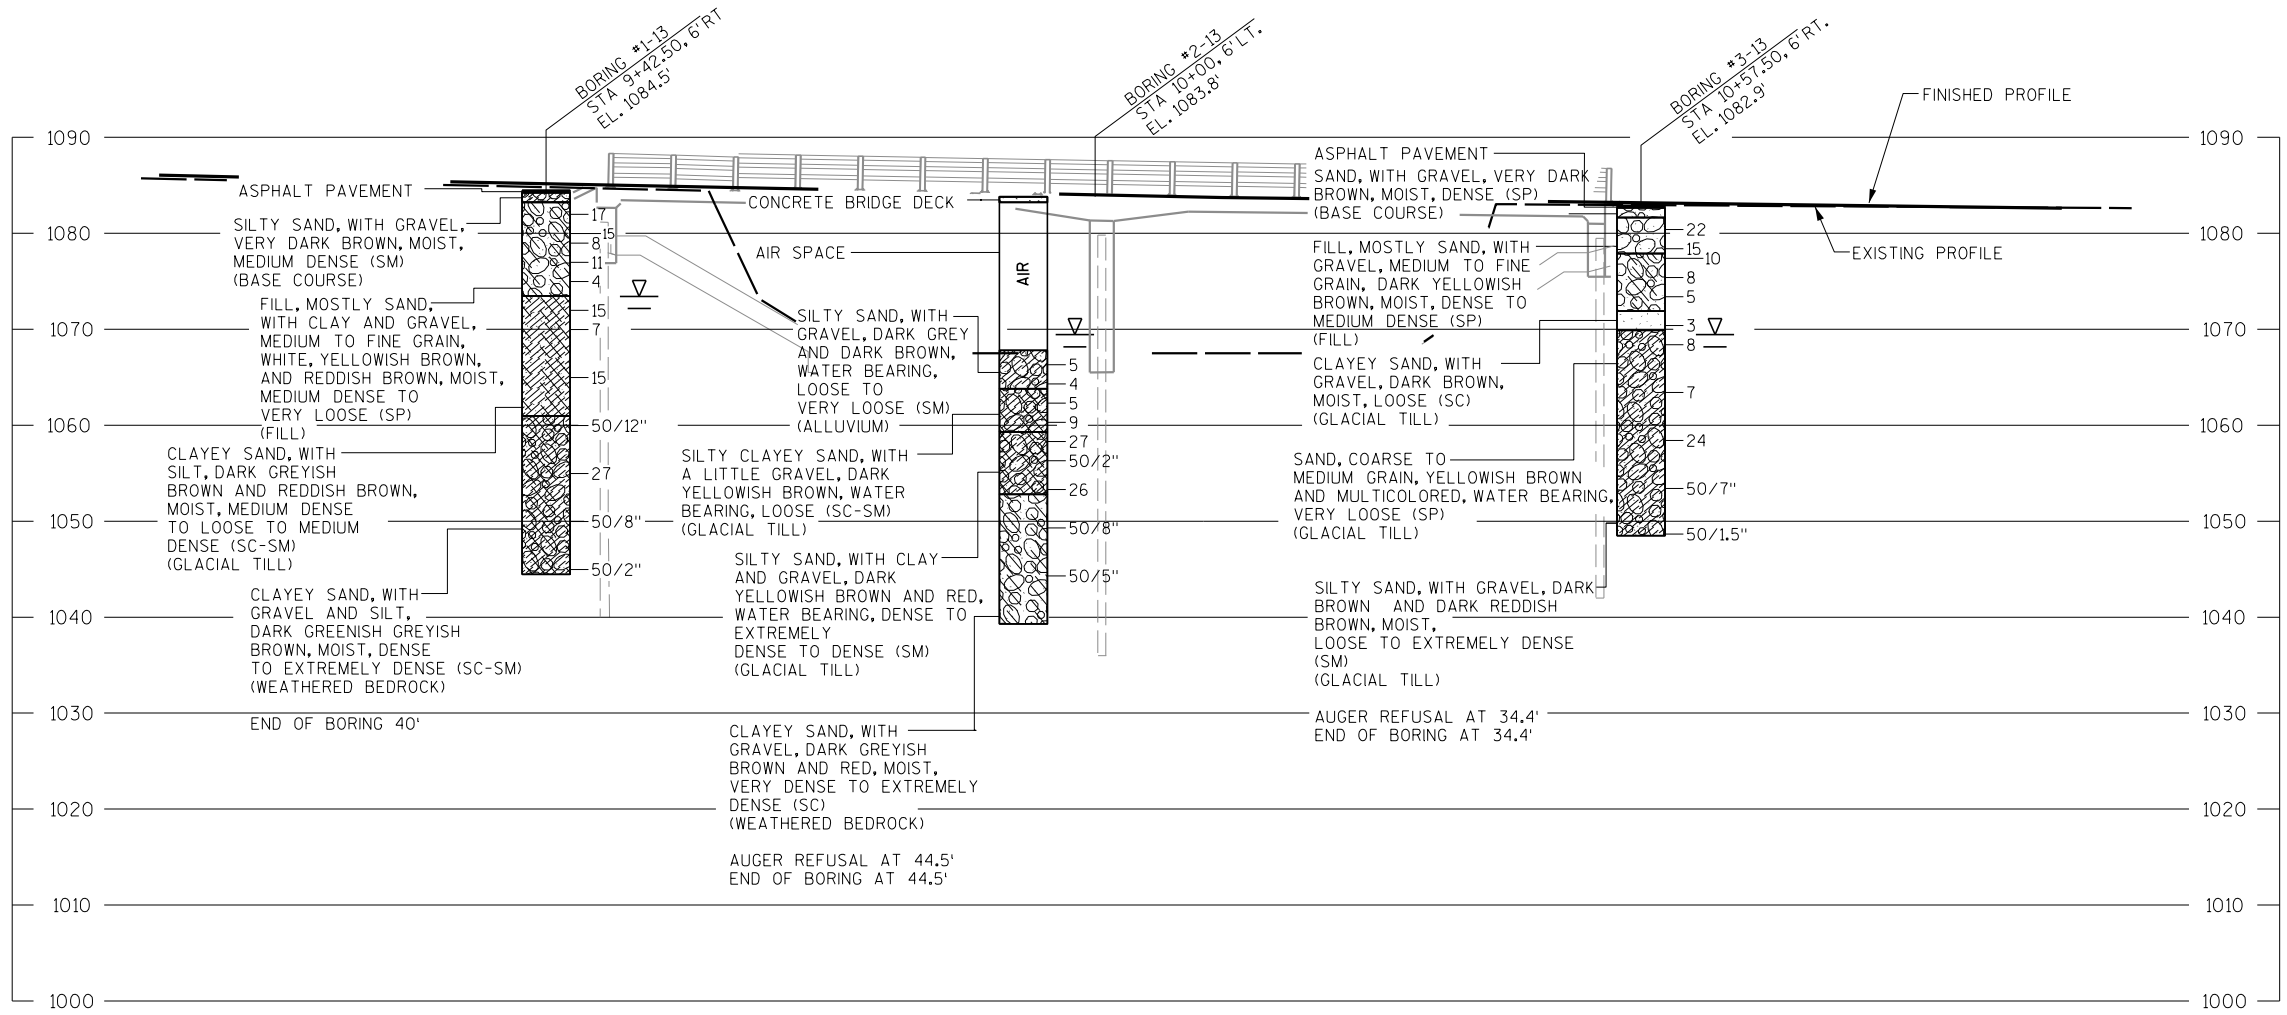 BORING #1-13
STA 9+42.50, 6'RT
EL. 1084.5'
BORING #2-13
STA 10+00, 6'LT.
EL. 1083.8'
BORING #3-13
STA 10+57.50, 6'RT.
EL. 1082.9'
FINISHED PROFILE
EXISTING PROFILE
1090
1080
1070
1060
1050
1040
1030
1020
1010
1000
ASPHALT PAVEMENT
SILTY SAND, WITH GRAVEL,
VERY DARK BROWN, MOIST,
MEDIUM DENSE (SM)
(BASE COURSE)
FILL, MOSTLY SAND,
WITH CLAY AND GRAVEL,
MEDIUM TO FINE GRAIN,
WHITE, YELLOWISH BROWN,
AND REDDISH BROWN, MOIST,
MEDIUM DENSE TO
VERY LOOSE (SP)
(FILL)
CLAYEY SAND, WITH
SILT, DARK GREYISH
BROWN AND REDDISH BROWN,
MOIST, MEDIUM DENSE
TO LOOSE TO MEDIUM
DENSE (SC-SM)
(GLACIAL TILL)
CLAYEY SAND, WITH
GRAVEL AND SILT,
DARK GREENISH GREYISH
BROWN, MOIST, DENSE
TO EXTREMELY DENSE (SC-SM)
(WEATHERED BEDROCK)
END OF BORING 40'
17
15
8
11
4
15
7
15
50/12"
27
50/8"
50/2"
CONCRETE BRIDGE DECK
AIR SPACE
AIR
SILTY SAND, WITH
GRAVEL, DARK GREY
AND DARK BROWN,
WATER BEARING,
LOOSE TO
VERY LOOSE (SM)
(ALLUVIUM)
SILTY CLAYEY SAND, WITH
A LITTLE GRAVEL, DARK
YELLOWISH BROWN, WATER
BEARING, LOOSE (SC-SM)
(GLACIAL TILL)
SILTY SAND, WITH CLAY
AND GRAVEL, DARK
YELLOWISH BROWN AND RED,
WATER BEARING, DENSE TO
EXTREMELY
DENSE TO DENSE (SM)
(GLACIAL TILL)
CLAYEY SAND, WITH
GRAVEL, DARK GREYISH
BROWN AND RED, MOIST,
VERY DENSE TO EXTREMELY
DENSE (SC)
(WEATHERED BEDROCK)
AUGER REFUSAL AT 44.5'
END OF BORING AT 44.5'
5
4
5
9
27
50/2"
26
50/8"
50/5"
ASPHALT PAVEMENT
SAND, WITH GRAVEL, VERY DARK
BROWN, MOIST, DENSE (SP)
(BASE COURSE)
FILL, MOSTLY SAND, WITH
GRAVEL, MEDIUM TO FINE
GRAIN, DARK YELLOWISH
BROWN, MOIST, DENSE TO
MEDIUM DENSE (SP)
(FILL)
CLAYEY SAND, WITH
GRAVEL, DARK BROWN,
MOIST, LOOSE (SC)
(GLACIAL TILL)
SAND, COARSE TO
MEDIUM GRAIN, YELLOWISH BROWN
AND MULTICOLORED, WATER BEARING,
VERY LOOSE (SP)
(GLACIAL TILL)
SILTY SAND, WITH GRAVEL, DARK
BROWN AND DARK REDDISH
BROWN, MOIST,
LOOSE TO EXTREMELY DENSE
(SM)
(GLACIAL TILL)
AUGER REFUSAL AT 34.4'
END OF BORING AT 34.4'
22
15
10
8
5
3
8
7
24
50/7"
50/1.5"
1090
1080
1070
1060
1050
1040
1030
1020
1010
1000